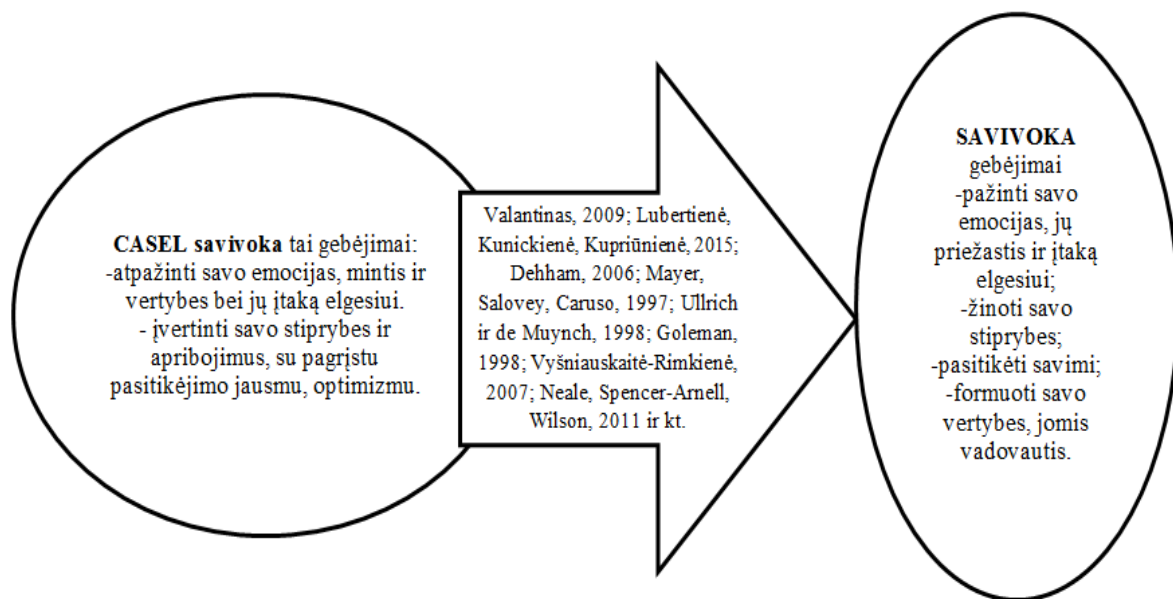 CASEL savivoka tai gebėjimai:
-atpažinti savo emocijas, mintis ir
vertybes bei jų įtaką elgesiui.
- įvertinti savo stiprybes ir
apribojimus, su pagrįstu
pasitikėjimo jausmu, optimizmu.
Valantinas, 2009; Lubertienė,
Kunickienė, Kupriūnienė, 2015;
Dehham, 2006; Mayer,
Salovey, Caruso, 1997; Ullrich
ir de Muynch, 1998; Goleman,
1998; Vyšniauskaitė-Rimkienė,
2007; Neale, Spencer-Arnell,
Wilson, 2011 ir kt.
SAVIVOKA
gebėjimai
-pažinti savo
emocijas, jų
priežastis ir įtaką
elgesiui;
-žinoti savo
stiprybes;
-pasitikėti savimi;
-formuoti savo
vertybes, jomis
vadovautis.